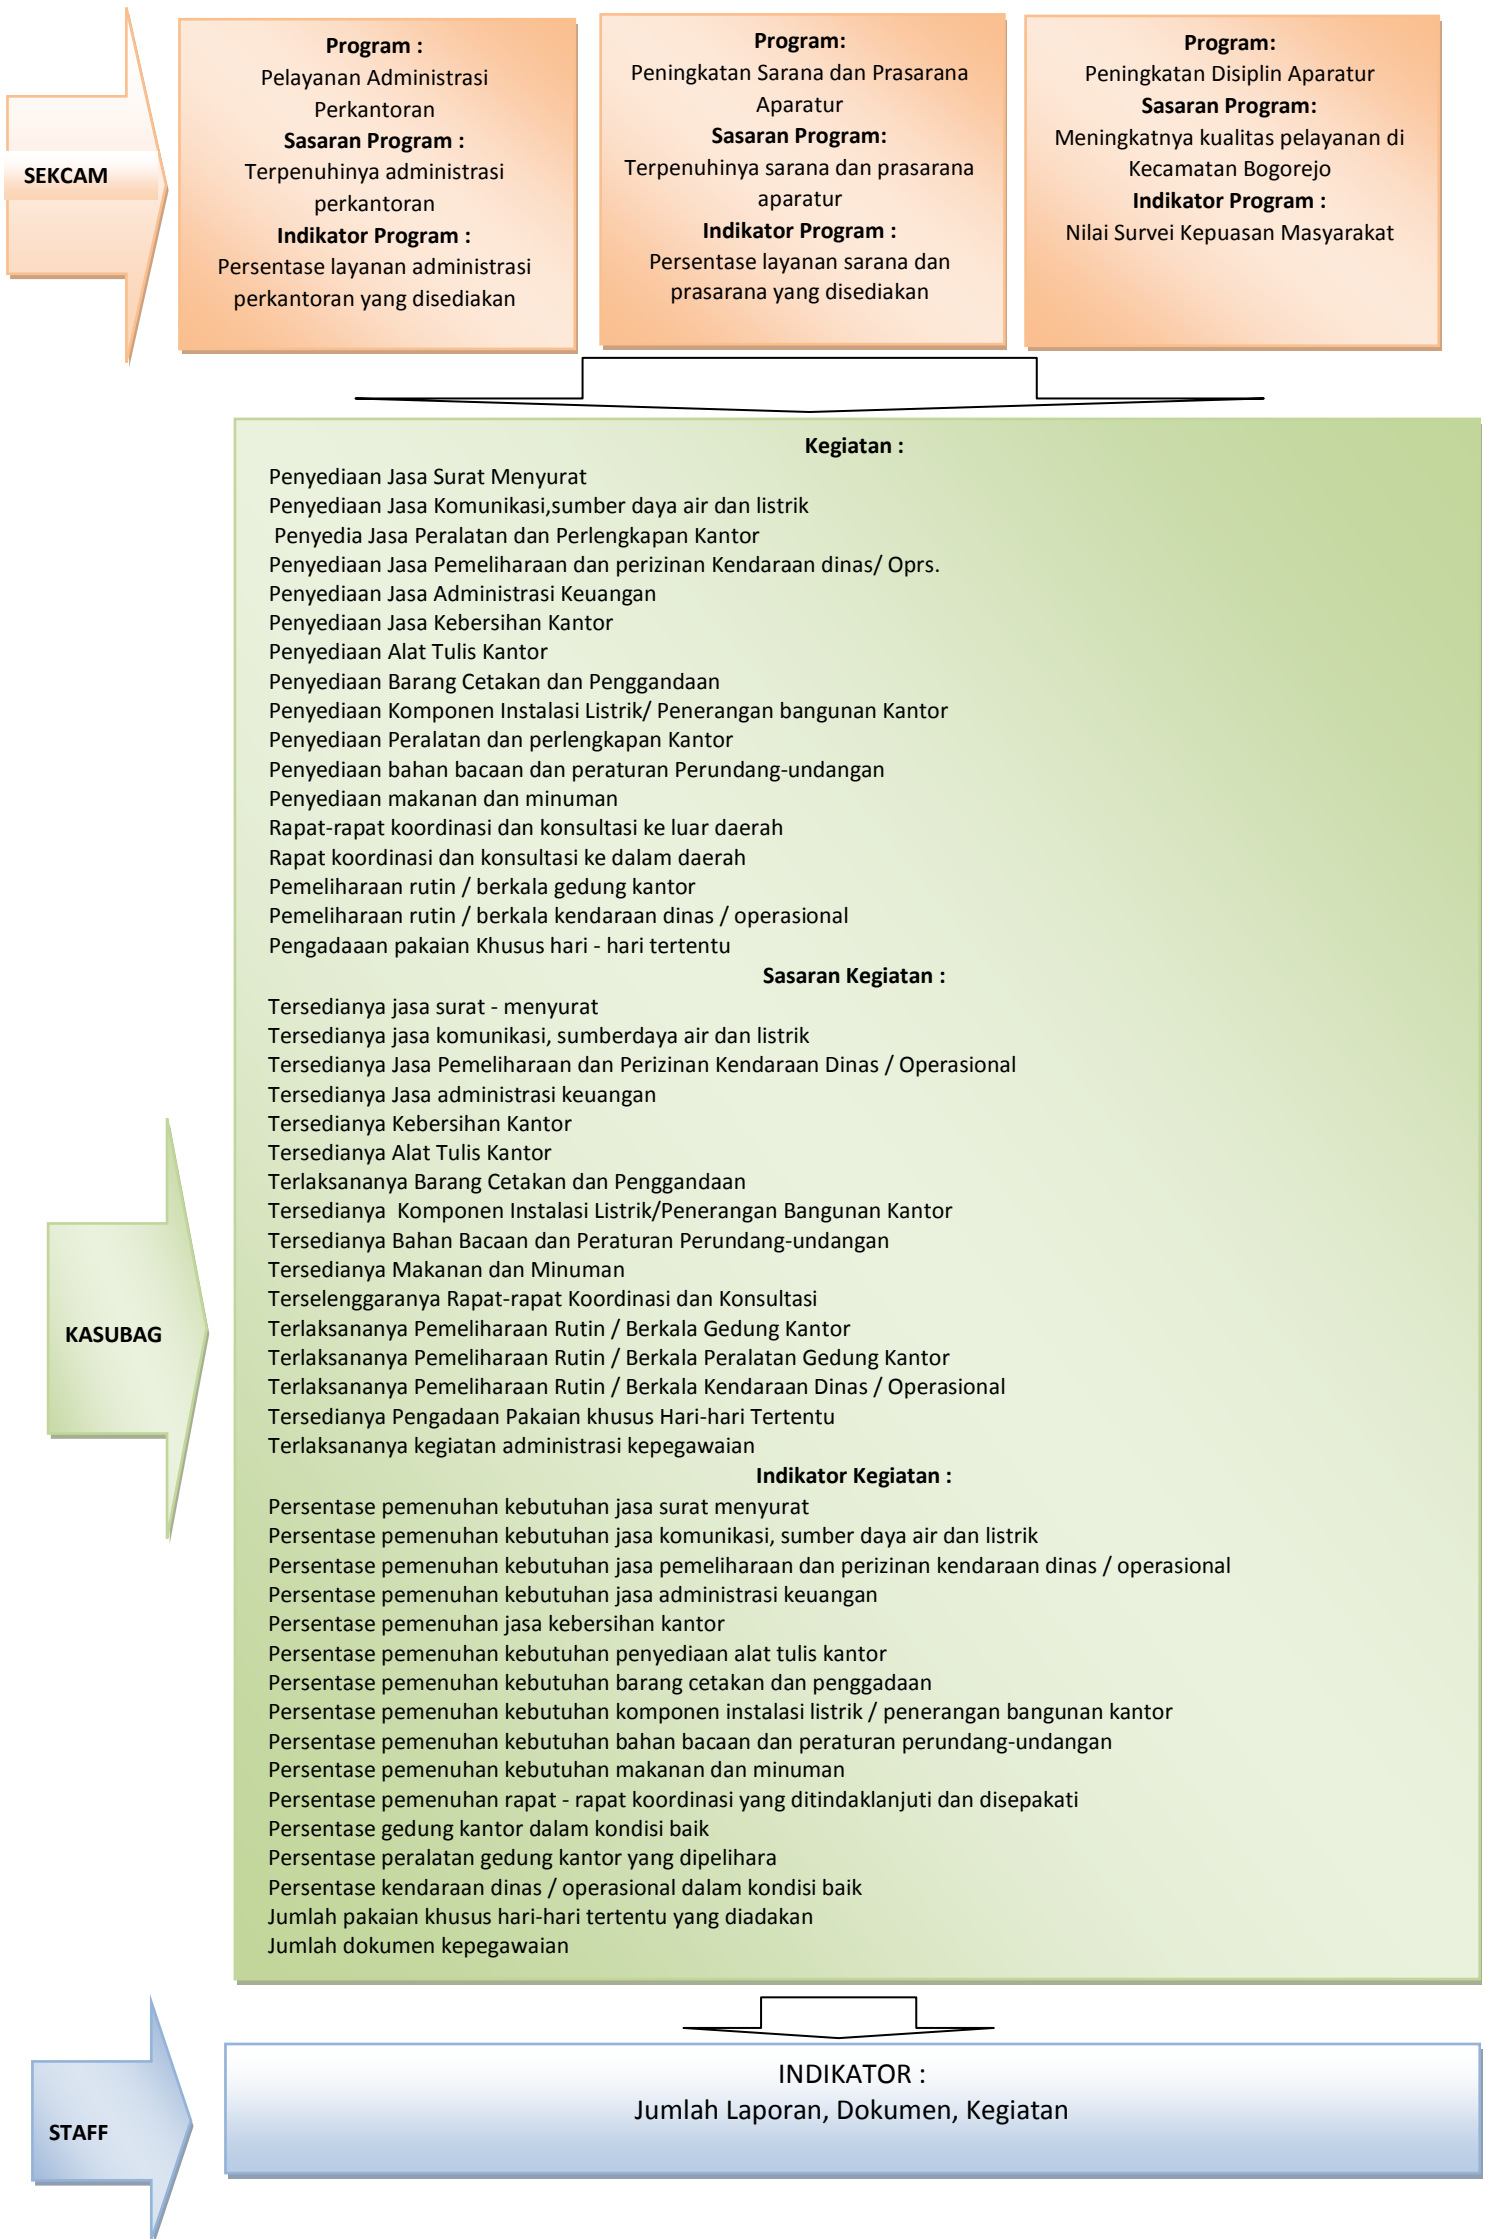 SEKCAM
Program :
Pelayanan Administrasi
Perkantoran
Sasaran Program :
Terpenuhinya administrasi
perkantoran
Indikator Program :
Persentase layanan administrasi
perkantoran yang disediakan
Program:
Peningkatan Sarana dan Prasarana
Aparatur
Sasaran Program:
Terpenuhinya sarana dan prasarana
aparatur
Indikator Program :
Persentase layanan sarana dan
prasarana yang disediakan
Program:
Peningkatan Disiplin Aparatur
Sasaran Program:
Meningkatnya kualitas pelayanan di
Kecamatan Bogorejo
Indikator Program :
Nilai Survei Kepuasan Masyarakat
KASUBAG
Kegiatan :
Penyediaan Jasa Surat Menyurat
Penyediaan Jasa Komunikasi,sumber daya air dan listrik
Penyedia Jasa Peralatan dan Perlengkapan Kantor
Penyediaan Jasa Pemeliharaan dan perizinan Kendaraan dinas/ Oprs.
Penyediaan Jasa Administrasi Keuangan
Penyediaan Jasa Kebersihan Kantor
Penyediaan Alat Tulis Kantor
Penyediaan Barang Cetakan dan Penggandaan
Penyediaan Komponen Instalasi Listrik/ Penerangan bangunan Kantor
Penyediaan Peralatan dan perlengkapan Kantor
Penyediaan bahan bacaan dan peraturan Perundang-undangan
Penyediaan makanan dan minuman
Rapat-rapat koordinasi dan konsultasi ke luar daerah
Rapat koordinasi dan konsultasi ke dalam daerah
Pemeliharaan rutin / berkala gedung kantor
Pemeliharaan rutin / berkala kendaraan dinas / operasional
Pengadaaan pakaian Khusus hari - hari tertentu
Sasaran Kegiatan :
Tersedianya jasa surat - menyurat
Tersedianya jasa komunikasi, sumberdaya air dan listrik
Tersedianya Jasa Pemeliharaan dan Perizinan Kendaraan Dinas / Operasional
Tersedianya Jasa administrasi keuangan
Tersedianya Kebersihan Kantor
Tersedianya Alat Tulis Kantor
Terlaksananya Barang Cetakan dan Penggandaan
Tersedianya  Komponen Instalasi Listrik/Penerangan Bangunan Kantor
Tersedianya Bahan Bacaan dan Peraturan Perundang-undangan
Tersedianya Makanan dan Minuman
Terselenggaranya Rapat-rapat Koordinasi dan Konsultasi
Terlaksananya Pemeliharaan Rutin / Berkala Gedung Kantor
Terlaksananya Pemeliharaan Rutin / Berkala Peralatan Gedung Kantor
Terlaksananya Pemeliharaan Rutin / Berkala Kendaraan Dinas / Operasional
Tersedianya Pengadaan Pakaian khusus Hari-hari Tertentu
Terlaksananya kegiatan administrasi kepegawaian
Indikator Kegiatan :
Persentase pemenuhan kebutuhan jasa surat menyurat
Persentase pemenuhan kebutuhan jasa komunikasi, sumber daya air dan listrik
Persentase pemenuhan kebutuhan jasa pemeliharaan dan perizinan kendaraan dinas / operasional
Persentase pemenuhan kebutuhan jasa administrasi keuangan
Persentase pemenuhan jasa kebersihan kantor
Persentase pemenuhan kebutuhan penyediaan alat tulis kantor
Persentase pemenuhan kebutuhan barang cetakan dan penggadaan
Persentase pemenuhan kebutuhan komponen instalasi listrik / penerangan bangunan kantor
Persentase pemenuhan kebutuhan bahan bacaan dan peraturan perundang-undangan
Persentase pemenuhan kebutuhan makanan dan minuman
Persentase pemenuhan rapat - rapat koordinasi yang ditindaklanjuti dan disepakati
Persentase gedung kantor dalam kondisi baik
Persentase peralatan gedung kantor yang dipelihara
Persentase kendaraan dinas / operasional dalam kondisi baik
Jumlah pakaian khusus hari-hari tertentu yang diadakan
Jumlah dokumen kepegawaian
STAFF
INDIKATOR :
Jumlah Laporan, Dokumen, Kegiatan